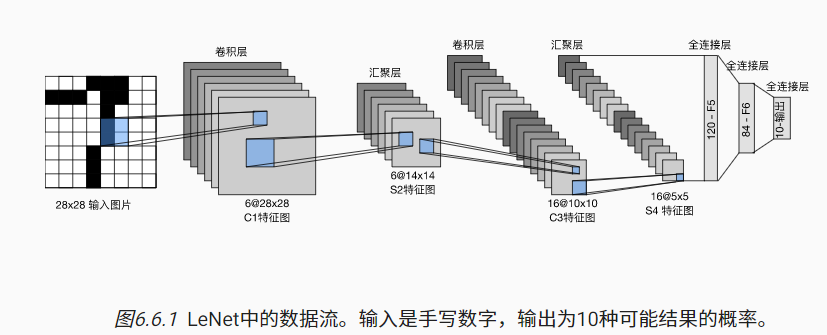 卷积层
汇聚层
卷积层
汇聚层
全连接层
全连接层
全连接层
28x28 输入图片
6@28x28
C1特征图
6@14x14
S2特征图
16@10x10
C3特征图
16@5x5
S4 特征图
120 – F5
84 – F6
10-输出
图6.6.1 LeNet中的数据流。输入是手写数字，输出为10种可能结果的概率。